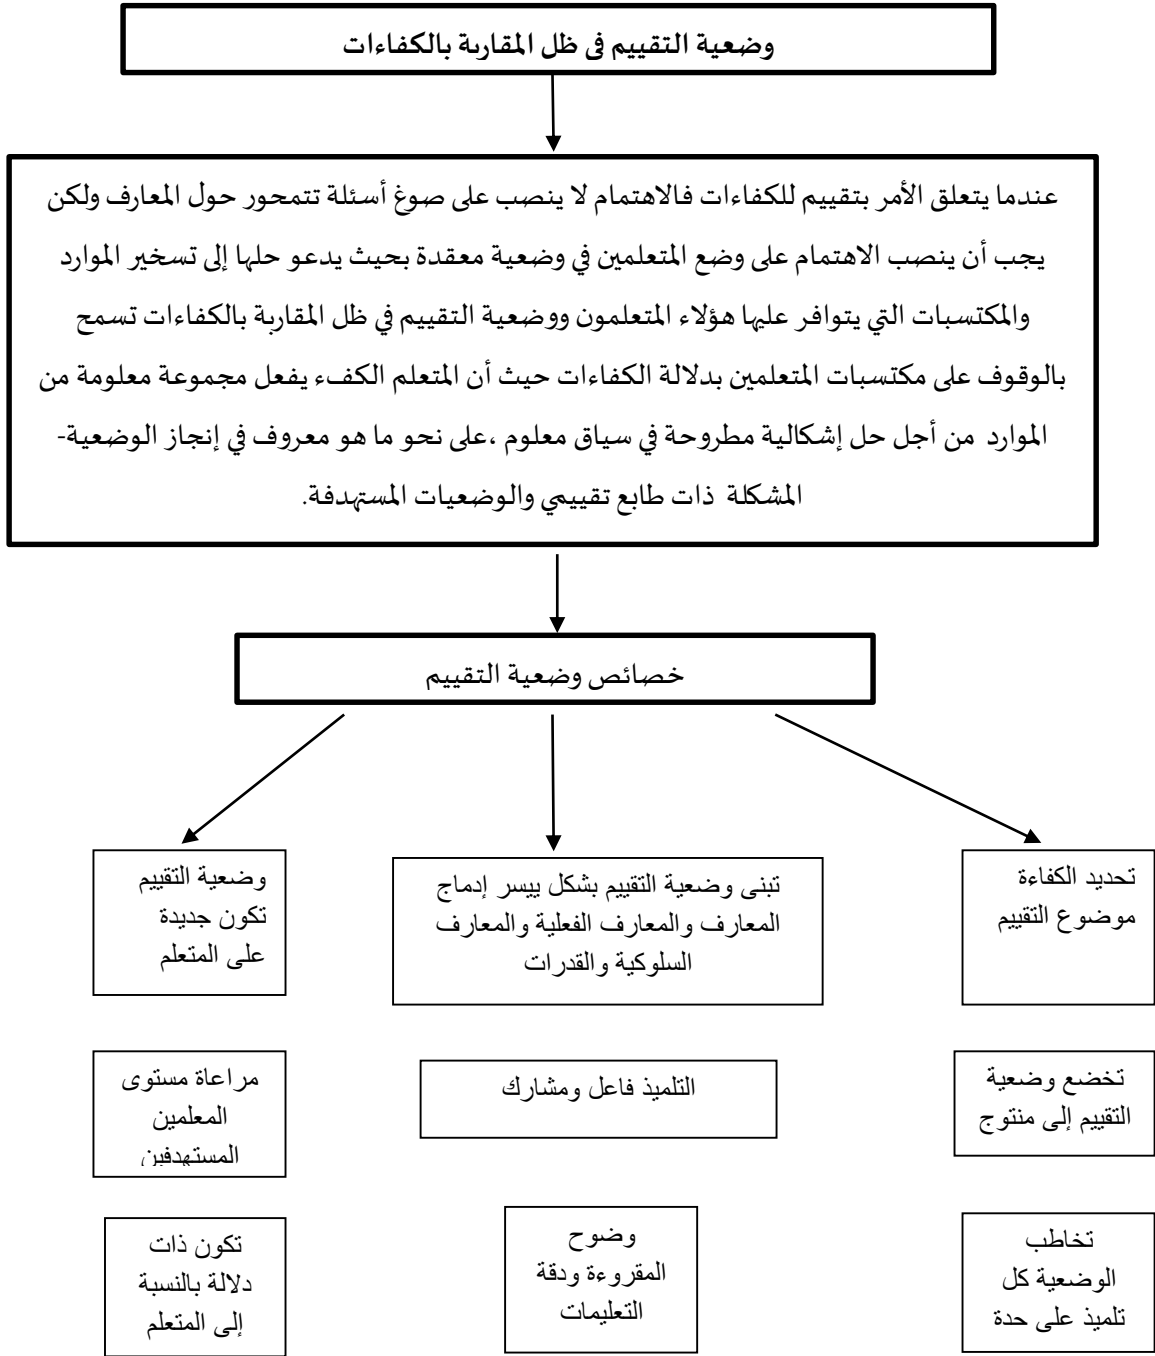 وضعية التقييم في ظل المقاربة بالكفاءات
عندما يتعلق الأمر بتقييم للكفاءات فالاهتمام لا ينصب على صوغ أسئلة تتمحور حول المعارف ولكن
يجب أن ينصب الاهتمام على وضع المتعلمين في وضعية معقدة بحيث يدعو حلها إلى تسخير الموارد
والمكتسبات التي يتوافر عليها هؤلاء المتعلمون ووضعية التقييم في ظل المقاربة بالكفاءات تسمح
بالوقوف على مكتسبات المتعلمين بدلالة الكفاءات حيث أن المتعلم الكفء يفعل مجموعة معلومة من
الموارد من أجل حل إشكالية مطروحة في سياق معلوم ،على نحو ما هو معروف في إنجاز الوضعية-
المشكلة ذات طابع تقييمي والوضعيات المستهدفة.
خصائص وضعية التقييم
تحديد الكفاءة
موضوع التقييم
تبنى وضعية التقييم بشكل ييسر إدماج
المعارف والمعارف الفعلية والمعارف
السلوكية والقدرات
وضعية التقييم
تكون جديدة
على المتعلم
تخضع وضعية
التقييم إلى منتوج
التلميذ فاعل ومشارك
مراعاة مستوى
المعلمين
المستهدفين
تخاطب
الوضعية كل
تلميذ على حدة
وضوح
المقروءة ودقة
التعليمات
تكون ذات
دلالة بالنسبة
إلى المتعلم